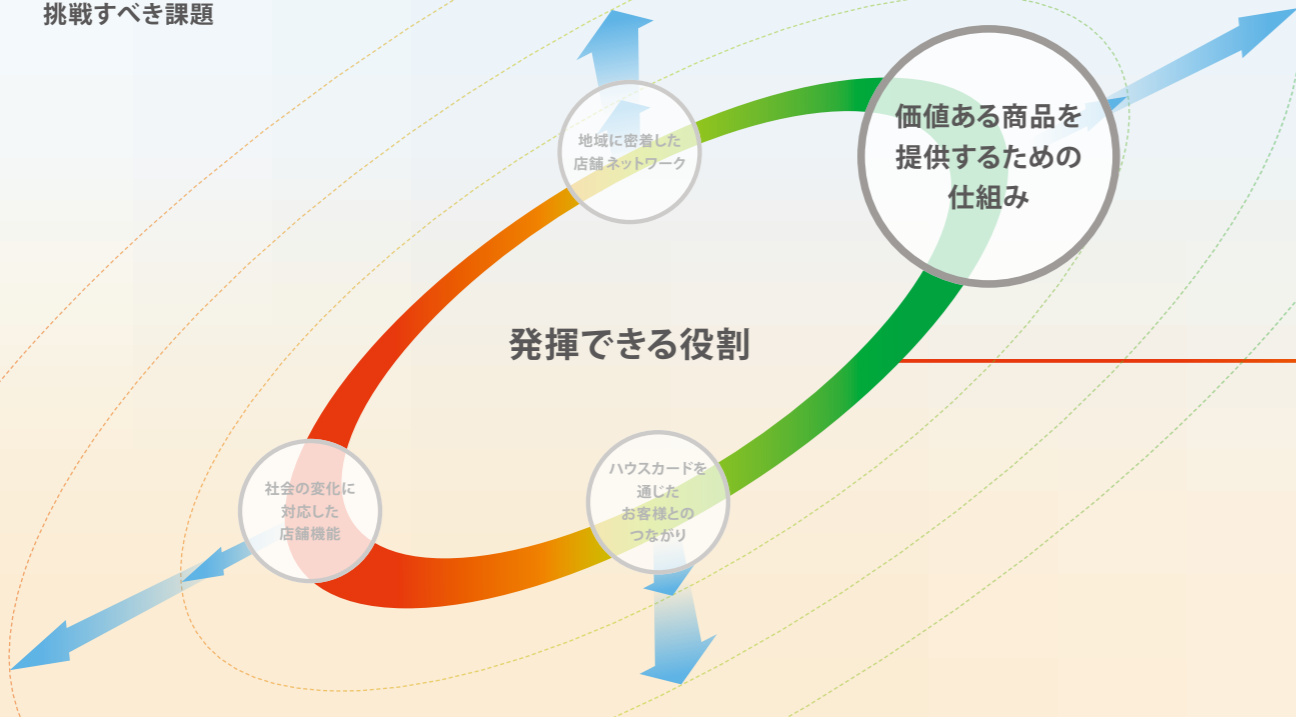 挑戦すべき課題
地域に密着した
店舗ネットワーク
価値ある商品を
提供するための
仕組み
発揮できる役割
社会の変化に
対応した
店舗機能
ハウスカードを
通じた
お客様との
つながり